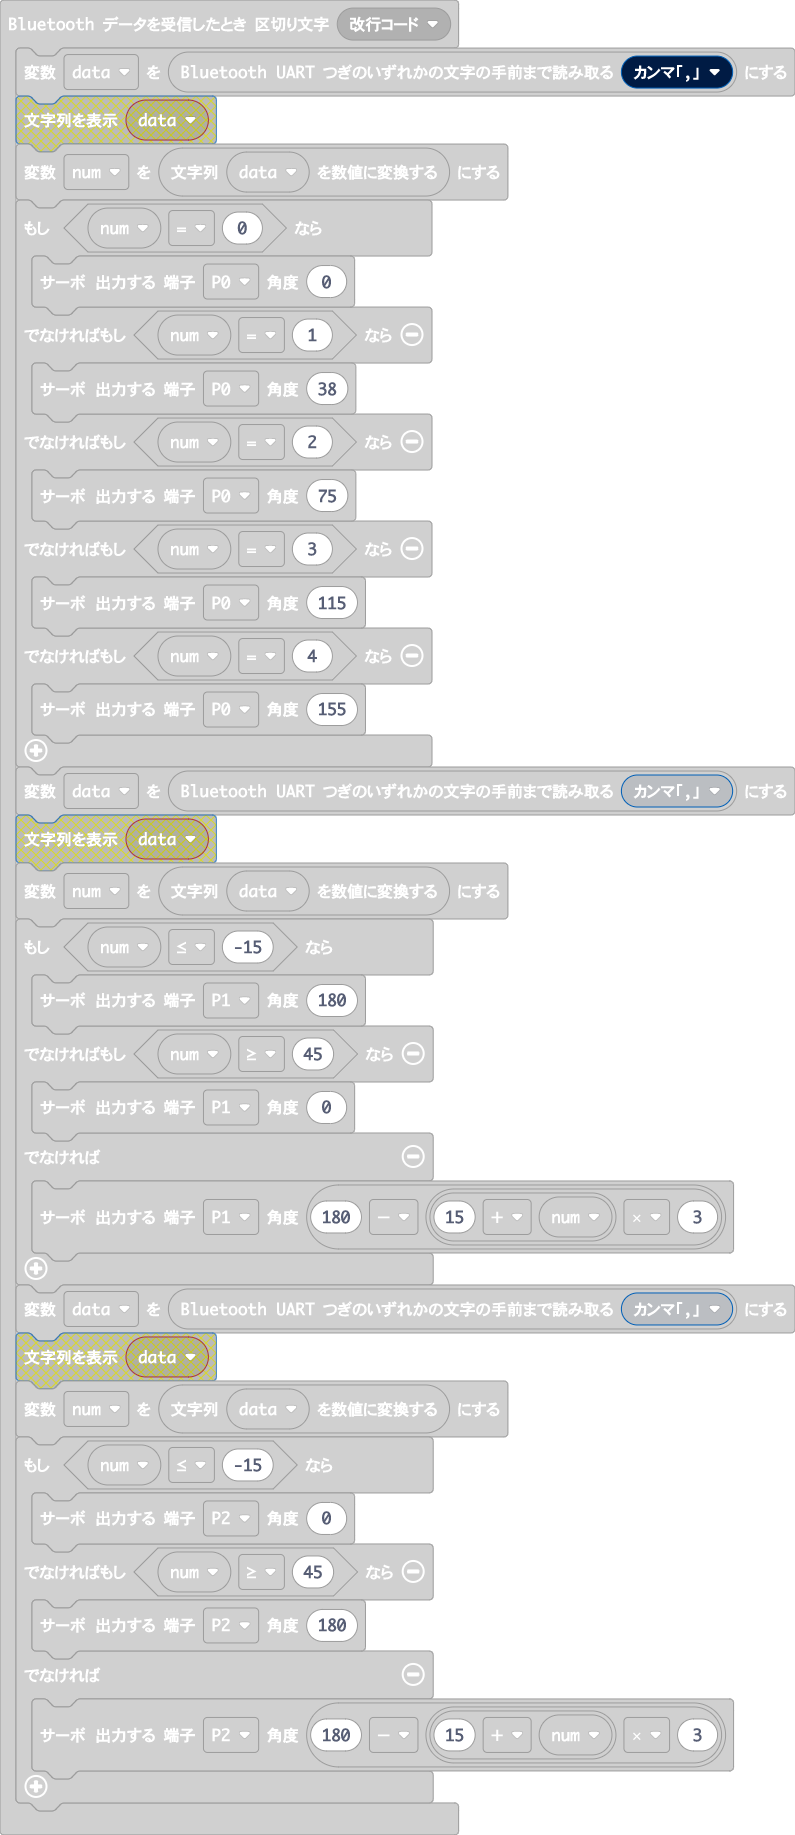 Bluetooth データを受信したとき 区切り文字 改行コード
変数 data を Bluetooth UART つぎのいずれかの文字の手前まで読み取る カンマ「,」 にする
文字列を表示 data
変数 num を 文字列 data を数値に変換する にする
もし num = 0 なら
サーボ 出力する 端子 P0 角度 0
でなければもし num = 1 なら
サーボ 出力する 端子 P0 角度 38
でなければもし num = 2 なら
サーボ 出力する 端子 P0 角度 75
でなければもし num = 3 なら
サーボ 出力する 端子 P0 角度 115
でなければもし num = 4 なら
サーボ 出力する 端子 P0 角度 155
変数 data を Bluetooth UART つぎのいずれかの文字の手前まで読み取る カンマ「,」 にする
文字列を表示 data
変数 num を 文字列 data を数値に変換する にする
もし num ≤ -15 なら
サーボ 出力する 端子 P1 角度 180
でなければもし num ≥ 45 なら
サーボ 出力する 端子 P1 角度 0
でなければ
サーボ 出力する 端子 P1 角度 180 - 15 + num × 3
変数 data を Bluetooth UART つぎのいずれかの文字の手前まで読み取る カンマ「,」 にする
文字列を表示 data
変数 num を 文字列 data を数値に変換する にする
もし num ≤ -15 なら
サーボ 出力する 端子 P2 角度 0
でなければもし num ≥ 45 なら
サーボ 出力する 端子 P2 角度 180
でなければ
サーボ 出力する 端子 P2 角度 180 - 15 + num × 3